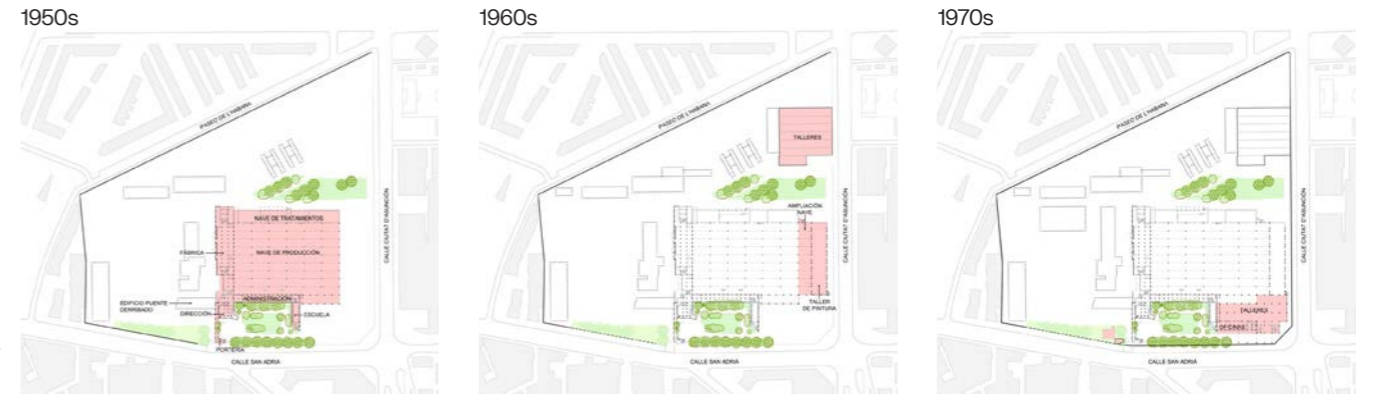 1950s
PASEO DE L'HABANA
NAVE DE TRATAMIENTOS
FÁBRICA
NAVE DE PRODUCCIÓN
CALLE CIUTAT D'ASUNCIÓN
ADMINISTRACIÓN
EDIFICIO PUENTE
DERRIBADO
DIRECCIÓN
ESCUELA
PORTERÍA
CALLE SAN ADRIÁ
1960s
PASEO DE L'HABANA
TALLERES
AMPLIACIÓN
NAVE
CALLE CIUTAT D'ASUNCIÓN
TALLER
DE PINTURA
CALLE SAN ADRIÁ
1970s
PASEO DE L'HABANA
CALLE CIUTAT D'ASUNCIÓN
TALLERES
OFICINAS
CALLE SAN ADRIÁ